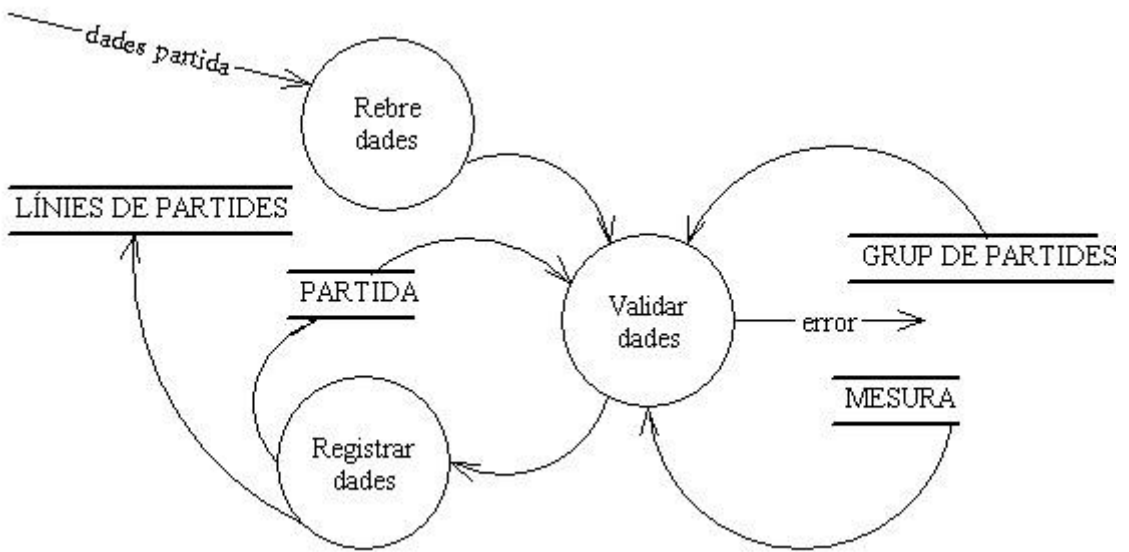 dades partida
Rebre
dades
LÍNIES DE PARTIDES
GRUP DE PARTIDES
PARTIDA
Validar
dades
error
MESURA
Registrar
dades